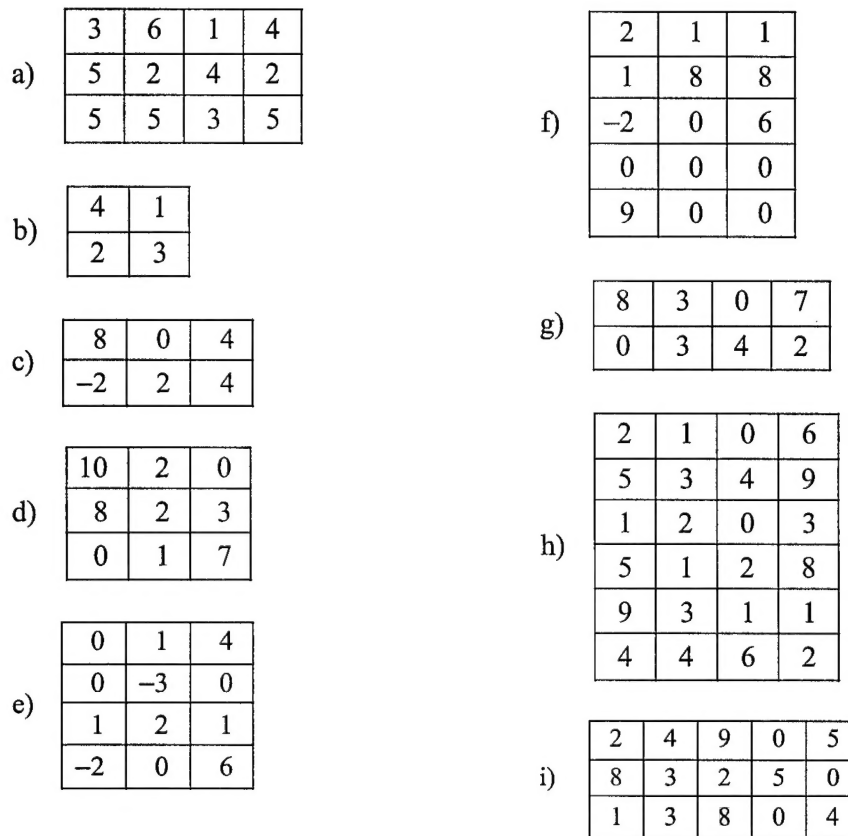 a)
3 6 1 4
5 2 4 2
5 5 3 5
b)
4 1
2 3
c)
8 0 4
−2 2 4
d)
10 2 0
8 2 3
0 1 7
e)
0 1 4
0 −3 0
1 2 1
−2 0 6
f)
2 1 1
1 8 8
−2 0 6
0 0 0
9 0 0
g)
8 3 0 7
0 3 4 2
h)
2 1 0 6
5 3 4 9
1 2 0 3
5 1 2 8
9 3 1 1
4 4 6 2
i)
2 4 9 0 5
8 3 2 5 0
1 3 8 0 4